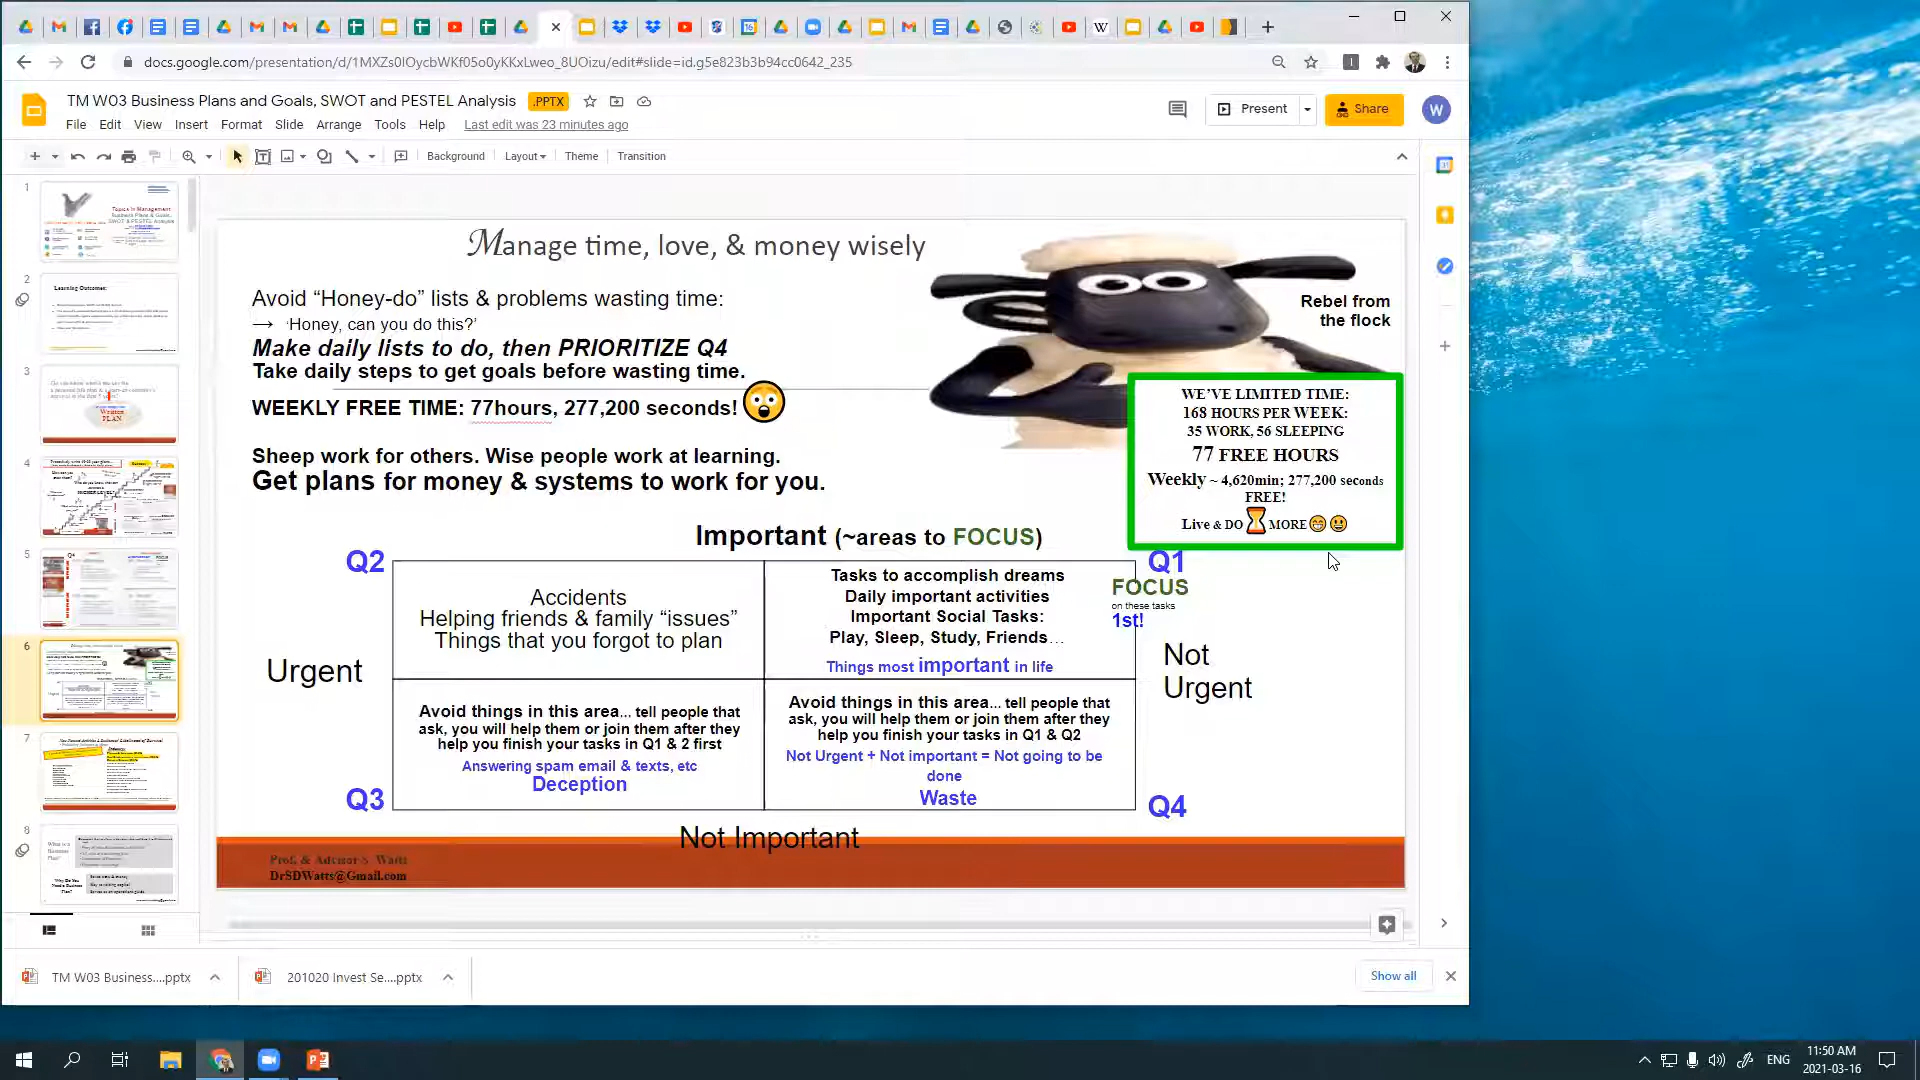 docs.google.com/presentation/d/1MXZs0lOycbWKf05o0yKKxLweo_8UOizu/edit#slide=id.g5e823b3b94cc0642_235
TM W03 Business Plans and Goals, SWOT and PESTEL Analysis .PPTX
Present
Share
W
File Edit View Insert Format Slide Arrange Tools Help Last edit was 23 minutes ago
Background Layout Theme Transition
1
2
Learning Outcomes:
3
Written
PLAN
4
5
6
7
8
Manage time, love, & money wisely
Avoid “Honey-do” lists & problems wasting time:
→ ‘Honey, can you do this?’
Make daily lists to do, then PRIORITIZE Q4
Take daily steps to get goals before wasting time.
WEEKLY FREE TIME: 77hours, 277,200 seconds!
Sheep work for others. Wise people work at learning.
Get plans for money & systems to work for you.
Rebel from
the flock
WE’VE LIMITED TIME:
168 HOURS PER WEEK:
35 WORK, 56 SLEEPING
77 FREE HOURS
Weekly ~ 4,620min; 277,200 seconds
FREE!
Live & DO MORE
Important (~areas to FOCUS)
Q2
Q1
FOCUS
on these tasks
1st!
Accidents
Helping friends & family “issues”
Things that you forgot to plan
Tasks to accomplish dreams
Daily important activities
Important Social Tasks:
Play, Sleep, Study, Friends…
Things most important in life
Urgent
Not
Urgent
Avoid things in this area... tell people that
ask, you will help them or join them after they
help you finish your tasks in Q1 & 2 first
Answering spam email & texts, etc
Deception
Avoid things in this area... tell people that
ask, you will help them or join them after they
help you finish your tasks in Q1 & Q2
Not Urgent + Not important = Not going to be
done
Waste
Q3
Q4
Not Important
Prof. & Advisor S. Watts
DrSDWatts@Gmail.com
TM W03 Business....pptx
201020 Invest Se....pptx
Show all
ENG
11:50 AM
2021-03-16